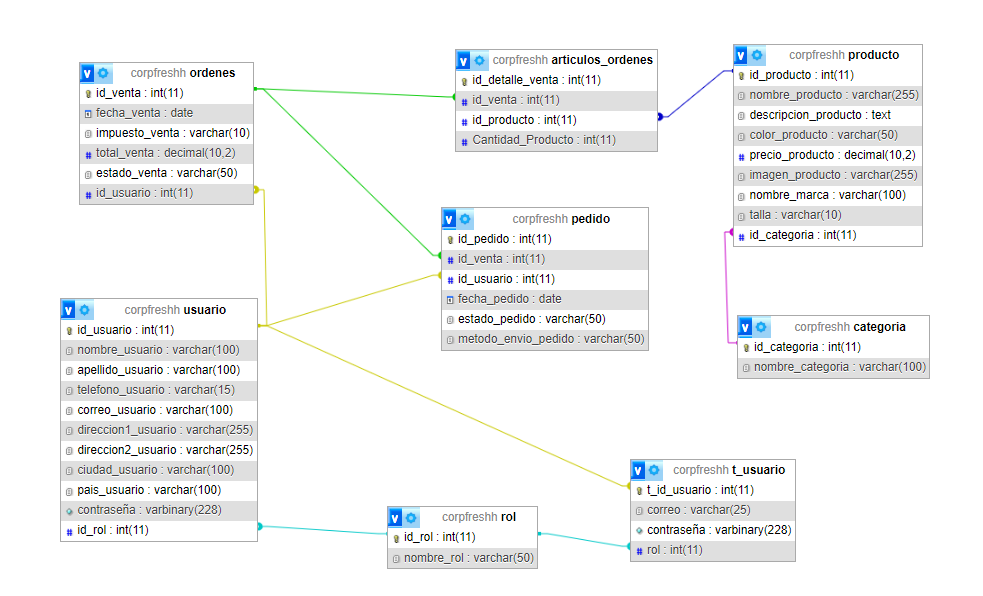 corpfreshh ordenes
id_venta : int(11)
fecha_venta : date
impuesto_venta : varchar(10)
total_venta : decimal(10,2)
estado_venta : varchar(50)
id_usuario : int(11)
corpfreshh articulos_ordenes
id_detalle_venta : int(11)
id_venta : int(11)
id_producto : int(11)
Cantidad_Producto : int(11)
corpfreshh producto
id_producto : int(11)
nombre_producto : varchar(255)
descripcion_producto : text
color_producto : varchar(50)
precio_producto : decimal(10,2)
imagen_producto : varchar(255)
nombre_marca : varchar(100)
talla : varchar(10)
id_categoria : int(11)
corpfreshh pedido
id_pedido : int(11)
id_venta : int(11)
id_usuario : int(11)
fecha_pedido : date
estado_pedido : varchar(50)
metodo_envio_pedido : varchar(50)
corpfreshh usuario
id_usuario : int(11)
nombre_usuario : varchar(100)
apellido_usuario : varchar(100)
telefono_usuario : varchar(15)
correo_usuario : varchar(100)
direccion1_usuario : varchar(255)
direccion2_usuario : varchar(255)
ciudad_usuario : varchar(100)
pais_usuario : varchar(100)
contraseña : varbinary(228)
id_rol : int(11)
corpfreshh categoria
id_categoria : int(11)
nombre_categoria : varchar(100)
corpfreshh rol
id_rol : int(11)
nombre_rol : varchar(50)
corpfreshh t_usuario
t_id_usuario : int(11)
correo : varchar(25)
contraseña : varbinary(228)
rol : int(11)